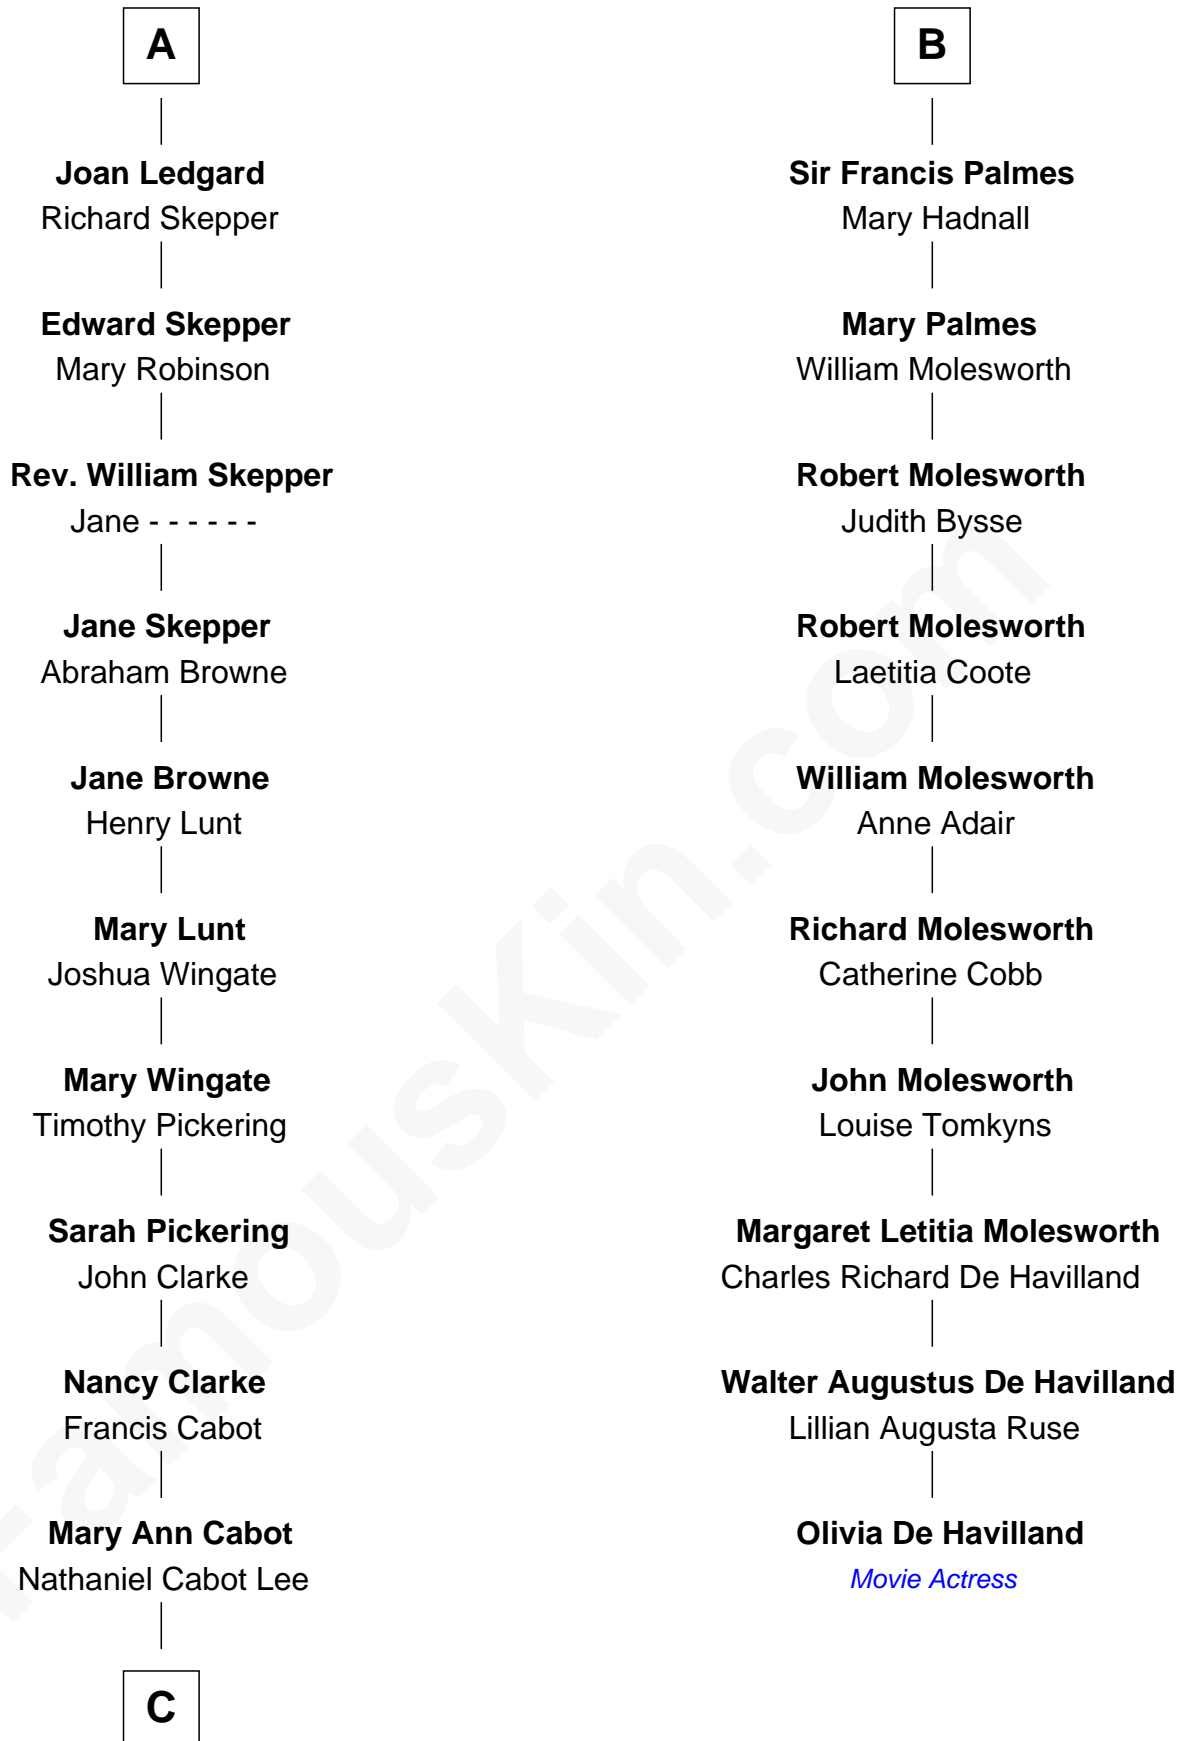 A
Joan Ledgard
Richard Skepper
Edward Skepper
Mary Robinson
Rev. William Skepper
Jane - - - - - -
Jane Skepper
Abraham Browne
Jane Browne
Henry Lunt
Mary Lunt
Joshua Wingate
Mary Wingate
Timothy Pickering
Sarah Pickering
John Clarke
Nancy Clarke
Francis Cabot
Mary Ann Cabot
Nathaniel Cabot Lee
C
B
Sir Francis Palmes
Mary Hadnall
Mary Palmes
William Molesworth
Robert Molesworth
Judith Bysse
Robert Molesworth
Laetitia Coote
William Molesworth
Anne Adair
Richard Molesworth
Catherine Cobb
John Molesworth
Louise Tomkyns
Margaret Letitia Molesworth
Charles Richard De Havilland
Walter Augustus De Havilland
Lillian Augusta Ruse
Olivia De Havilland
Movie Actress
FamousKin.com